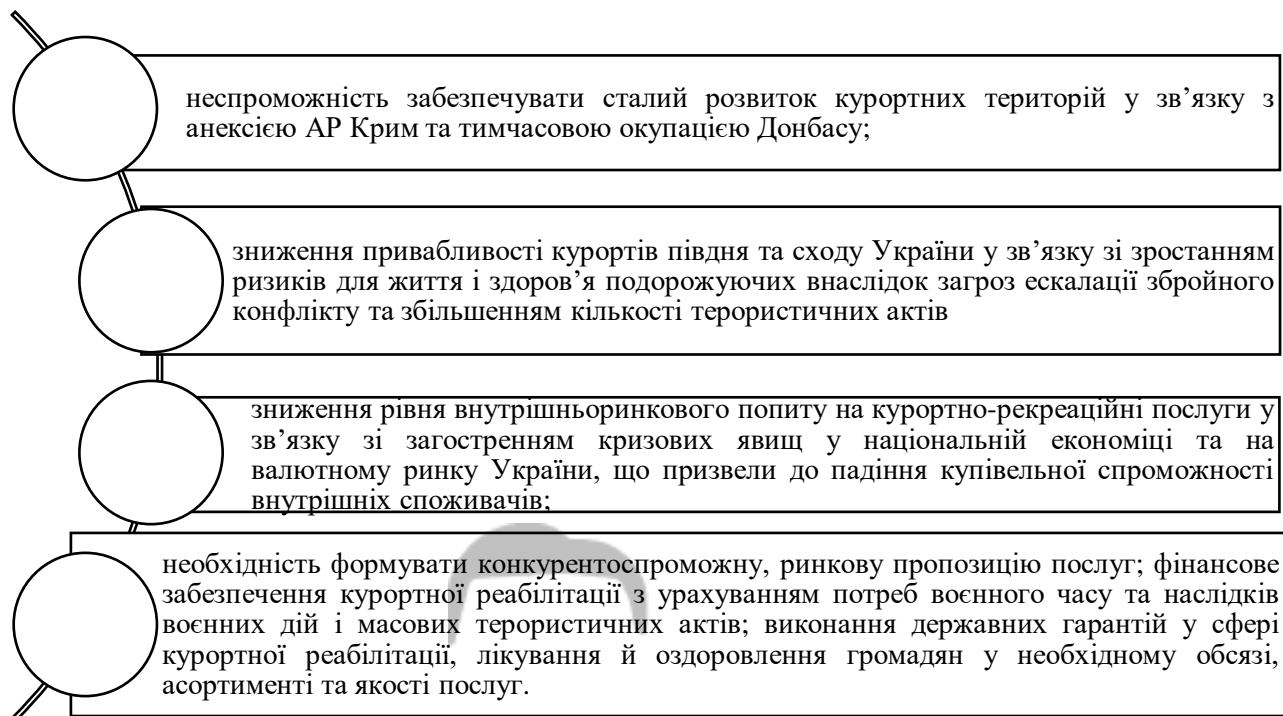 неспроможність забезпечувати сталий розвиток курортних територій у зв’язку з
анексією АР Крим та тимчасовою окупацією Донбасу;
зниження привабливості курортів півдня та сходу України у зв’язку зі зростанням
ризиків для життя і здоров’я подорожуючих внаслідок загроз ескалації збройного
конфлікту та збільшенням кількості терористичних актів
зниження рівня внутрішньоринкового попиту на курортно-рекреаційні послуги у
зв’язку зі загостренням кризових явищ у національній економіці та на
валютному ринку України, що призвели до падіння купівельної спроможності
внутрішніх споживачів;
необхідність формувати конкурентоспроможну, ринкову пропозицію послуг; фінансове
забезпечення курортної реабілітації з урахуванням потреб воєнного часу та наслідків
воєнних дій і масових терористичних актів; виконання державних гарантій у сфері
курортної реабілітації, лікування й оздоровлення громадян у необхідному обсязі,
асортименті та якості послуг.